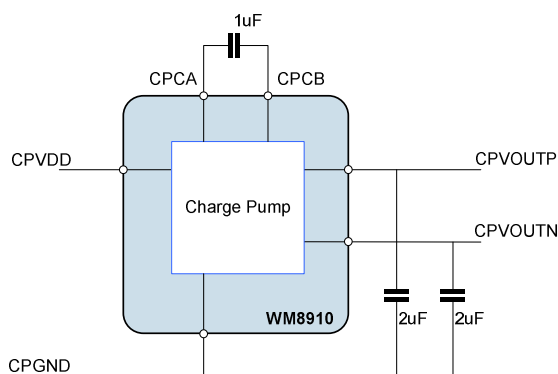 1uF
CPCA
CPCB
CPVDD
CPVOUTP
Charge Pump
CPVOUTN
WM8910
2uF
2uF
CPGND